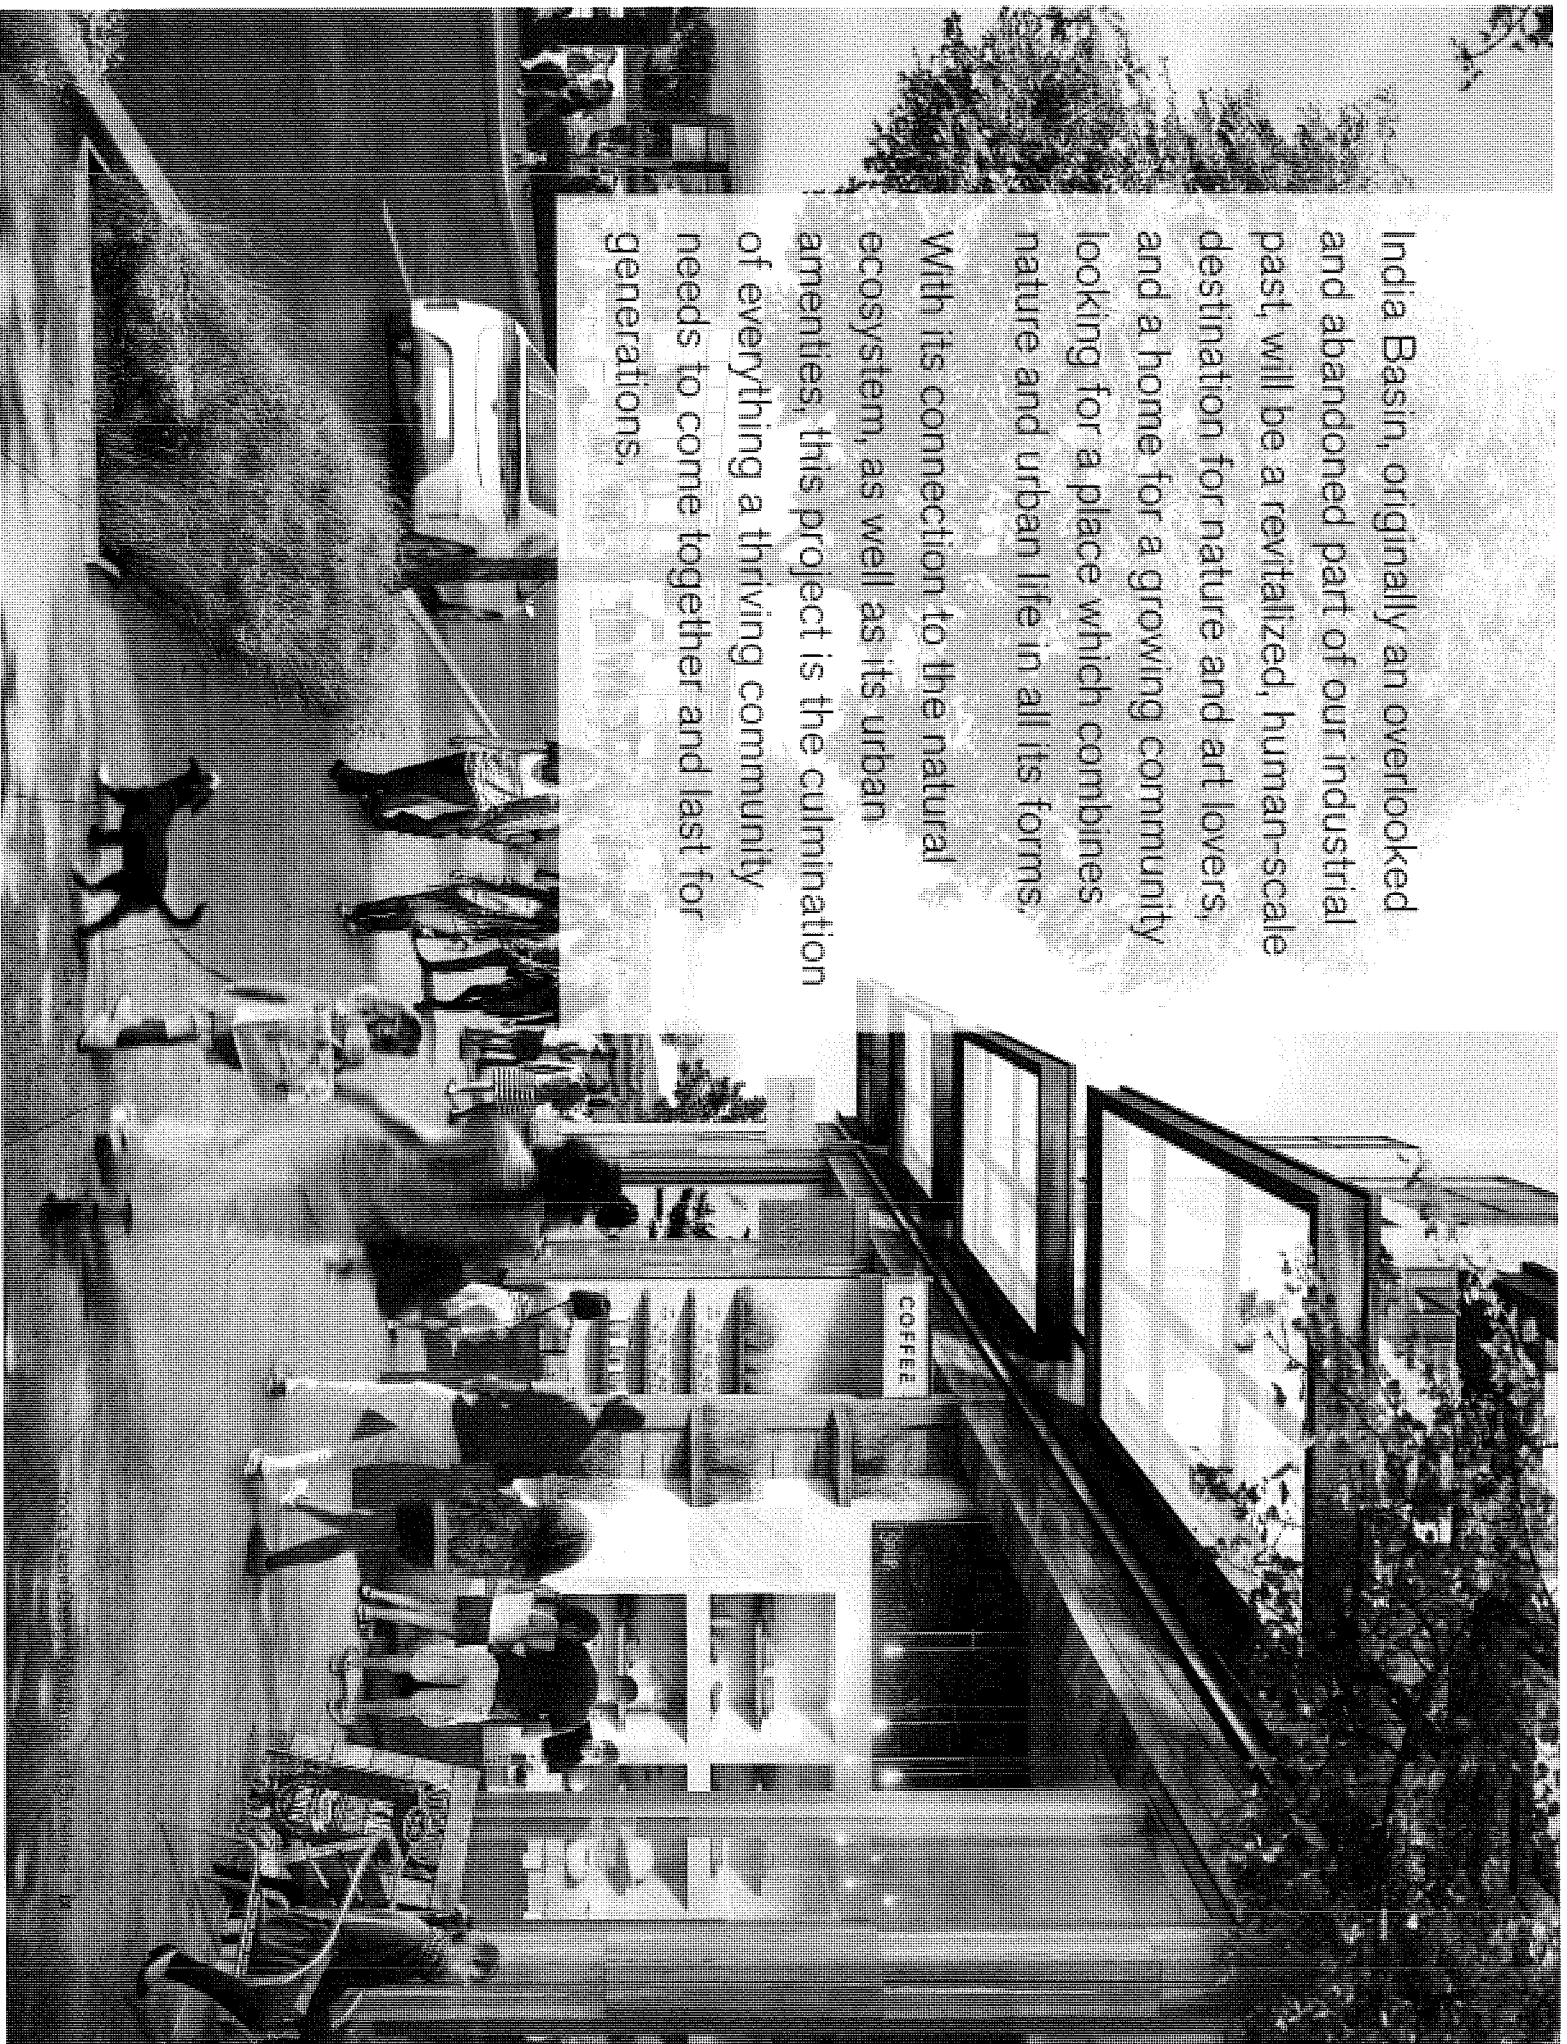 India Basin, originally an overlooked
and abandoned part of our industrial
past, will be a revitalized, human-scale
destination for nature and art lovers,
and a home for a growing community
looking for a place which combines
nature and urban life in all its forms.
With its connection to the natural
ecosystem, as well as its urban
amenties, this project is the culmination
of everything a thriving community
needs to come together and last for
generations.
COFFEE